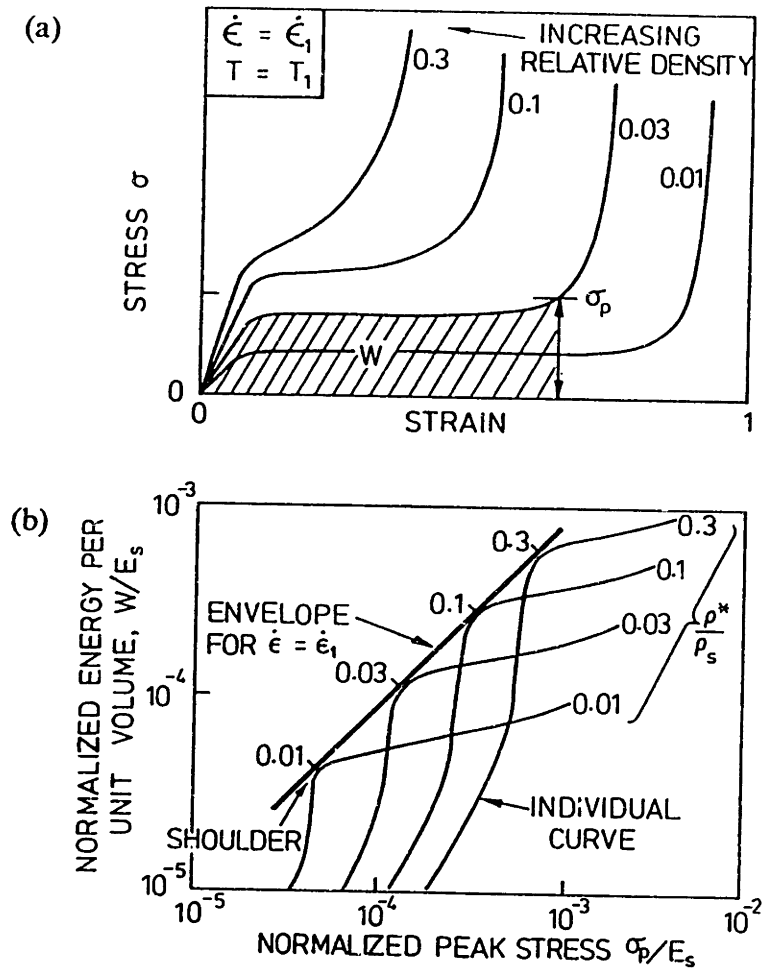 (a)
ε̇ = ε̇₁
T = T₁
INCREASING
RELATIVE DENSITY
0.3
0.1
0.03
0.01
STRESS σ
σₚ
W
0
0
STRAIN
1
(b)
10⁻³
NORMALIZED ENERGY PER
UNIT VOLUME, W/Eₛ
0.3
0.3
0.1
0.1
ENVELOPE
FOR ε̇ = ε̇₁
0.03
0.03
ρ*
ρₛ
10⁻⁴
0.01
0.01
SHOULDER
INDIVIDUAL
CURVE
10⁻⁵
10⁻⁵
10⁻⁴
10⁻³
10⁻²
NORMALIZED PEAK STRESS σₚ/Eₛ